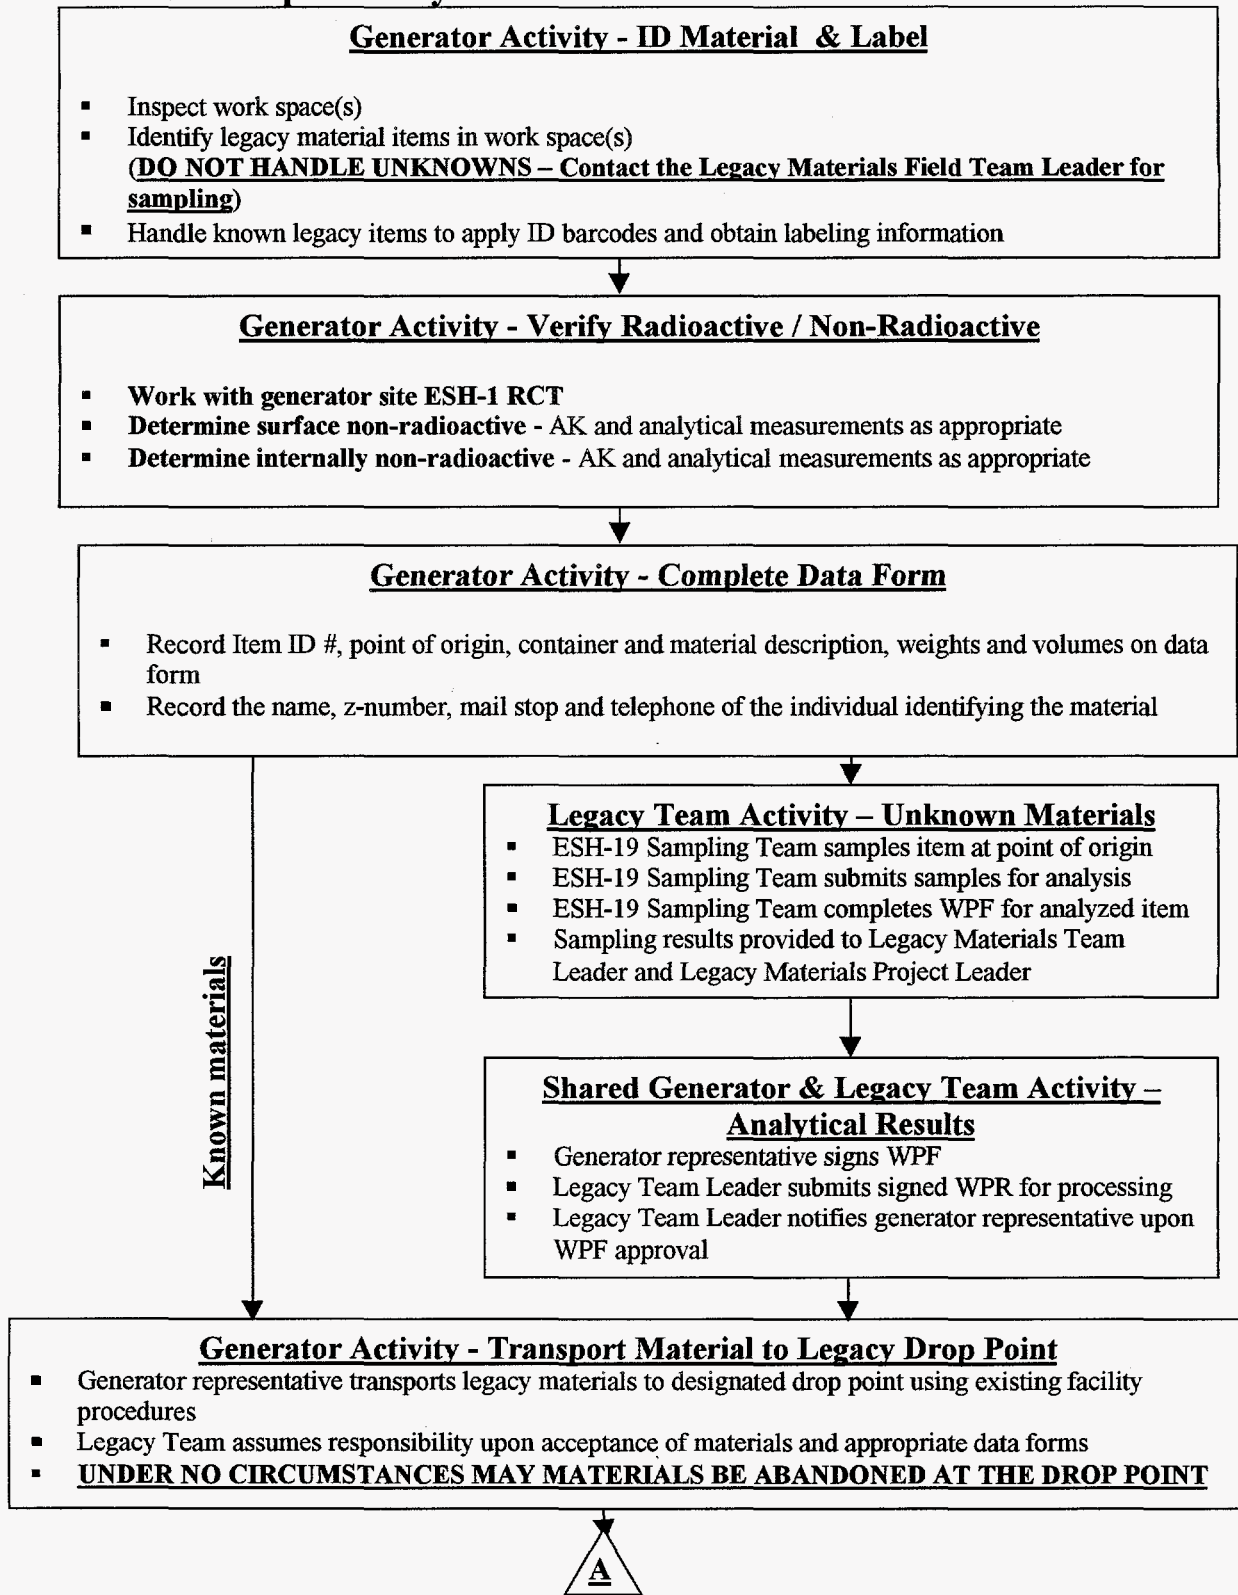 Generator Activity - ID Material & Label
▪ Inspect work space(s)
▪ Identify legacy material items in work space(s)
(DO NOT HANDLE UNKNOWNS – Contact the Legacy Materials Field Team Leader for
sampling)
▪ Handle known legacy items to apply ID barcodes and obtain labeling information
Generator Activity - Verify Radioactive / Non-Radioactive
▪ Work with generator site ESH-1 RCT
▪ Determine surface non-radioactive - AK and analytical measurements as appropriate
▪ Determine internally non-radioactive - AK and analytical measurements as appropriate
Generator Activity - Complete Data Form
▪ Record Item ID #, point of origin, container and material description, weights and volumes on data
form
▪ Record the name, z-number, mail stop and telephone of the individual identifying the material
Legacy Team Activity – Unknown Materials
▪ ESH-19 Sampling Team samples item at point of origin
▪ ESH-19 Sampling Team submits samples for analysis
▪ ESH-19 Sampling Team completes WPF for analyzed item
▪ Sampling results provided to Legacy Materials Team
Leader and Legacy Materials Project Leader
Known materials
Shared Generator & Legacy Team Activity –
Analytical Results
▪ Generator representative signs WPF
▪ Legacy Team Leader submits signed WPR for processing
▪ Legacy Team Leader notifies generator representative upon
WPF approval
Generator Activity - Transport Material to Legacy Drop Point
▪ Generator representative transports legacy materials to designated drop point using existing facility
procedures
▪ Legacy Team assumes responsibility upon acceptance of materials and appropriate data forms
▪ UNDER NO CIRCUMSTANCES MAY MATERIALS BE ABANDONED AT THE DROP POINT
A